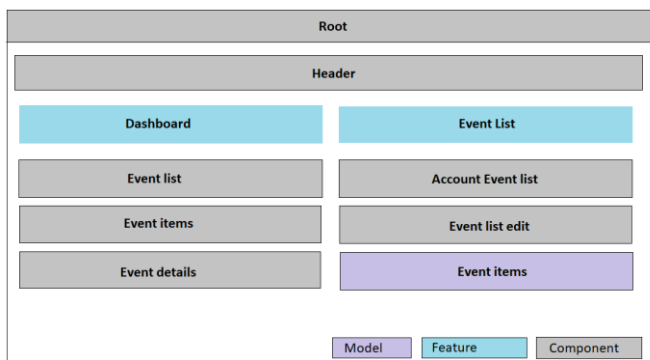 Root
Header
Dashboard
Event List
Event list
Account Event list
Event items
Event list edit
Event details
Event items
Model
Feature
Component